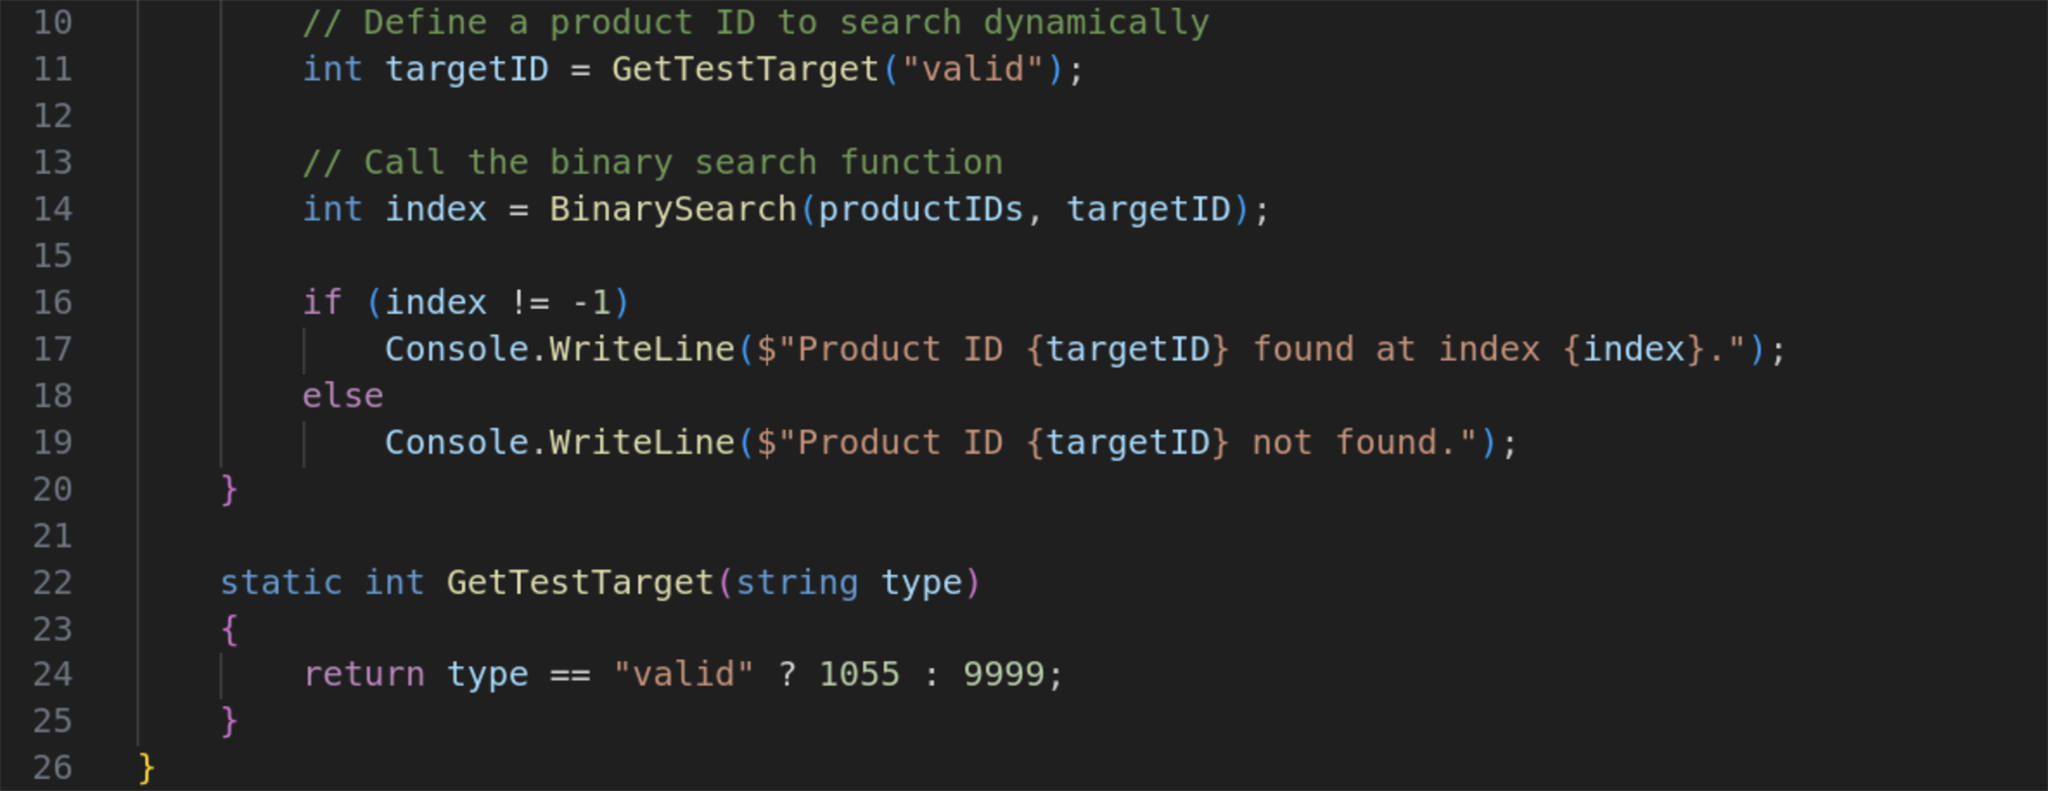 10 // Define a product ID to search dynamically
11 int targetID = GetTestTarget("valid");
12
13 // Call the binary search function
14 int index = BinarySearch(productIDs, targetID);
15
16 if (index != -1)
17 Console.WriteLine($"Product ID {targetID} found at index {index}.");
18 else
19 Console.WriteLine($"Product ID {targetID} not found.");
20 }
21
22 static int GetTestTarget(string type)
23 {
24 return type == "valid" ? 1055 : 9999;
25 }
26 }